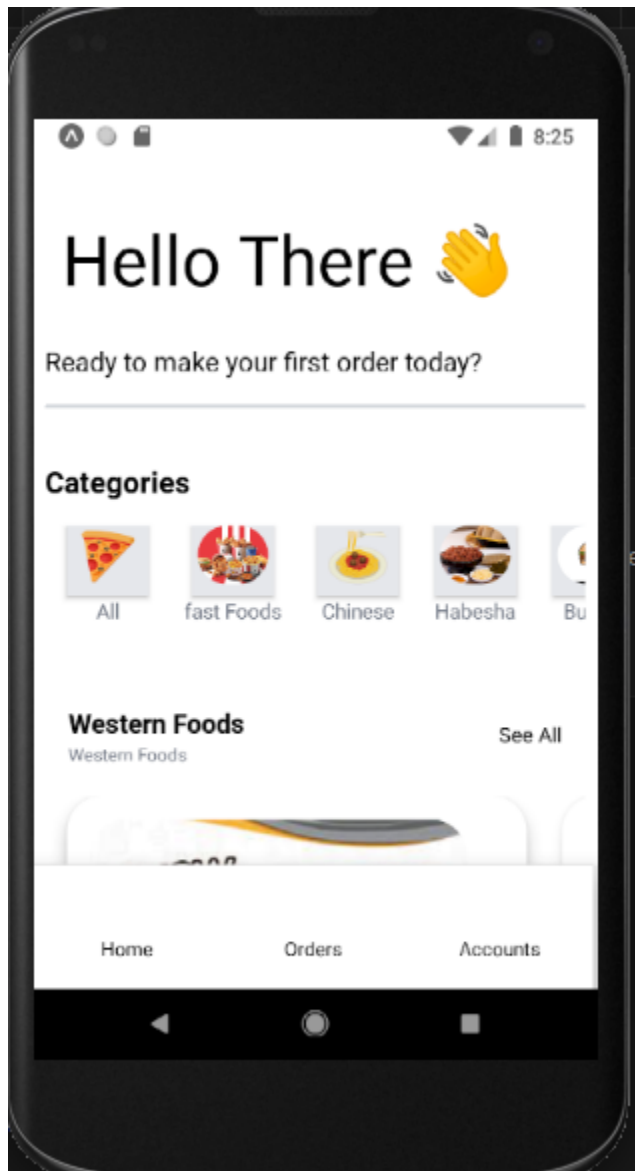 8:25
Hello There 👋
Ready to make your first order today?
Categories
All
fast Foods
Chinese
Habesha
Bu
Western Foods
See All
Western Foods
Home
Orders
Accounts